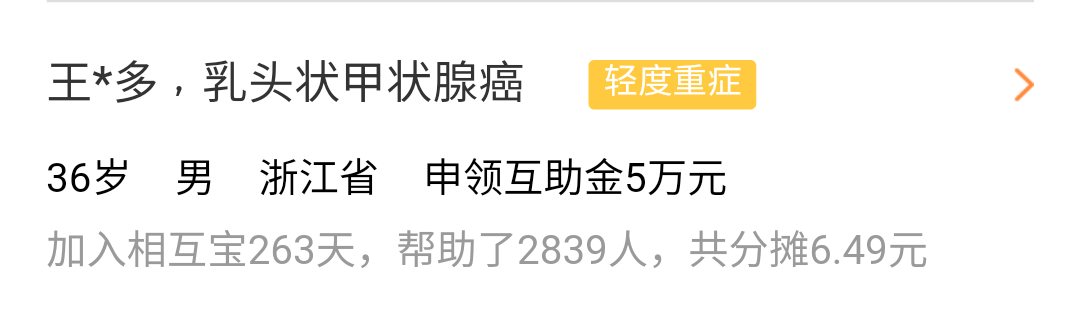 王*多，乳头状甲状腺癌 轻度重症
36岁 男 浙江省 申领互助金5万元
加入相互宝263天，帮助了2839人，共分摊6.49元